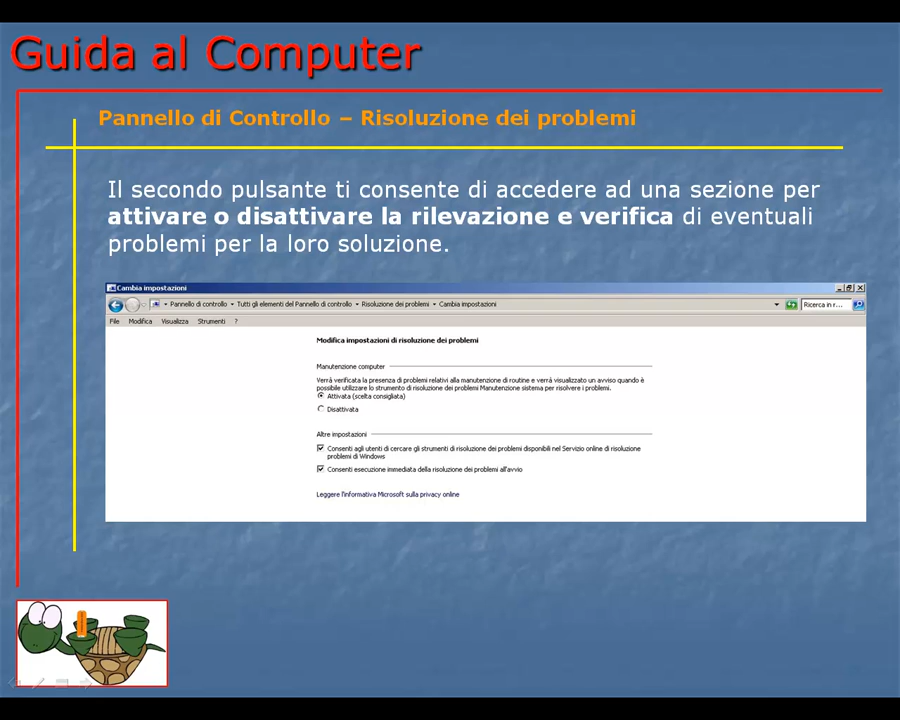 Guida al Computer
Pannello di Controllo – Risoluzione dei problemi
Il secondo pulsante ti consente di accedere ad una sezione per
attivare o disattivare la rilevazione e verifica di eventuali
problemi per la loro soluzione.
Cambia impostazioni
Pannello di controllo Tutti gli elementi del Pannello di controllo Risoluzione dei problemi Cambia impostazioni Ricerca in r...
File Modifica Visualizza Strumenti ?
Modifica impostazioni di risoluzione dei problemi
Manutenzione computer
Verrà verificata la presenza di problemi relativi alla manutenzione di routine e verrà visualizzato un avviso quando è
possibile utilizzare lo strumento di risoluzione dei problemi Manutenzione sistema per risolvere i problemi.
Attivata (scelta consigliata)
Disattivata
Altre impostazioni
Consenti agli utenti di cercare gli strumenti di risoluzione dei problemi disponibili nel Servizio online di risoluzione
problemi di Windows
Consenti esecuzione immediata della risoluzione dei problemi all'avvio
Leggere l'informativa Microsoft sulla privacy online